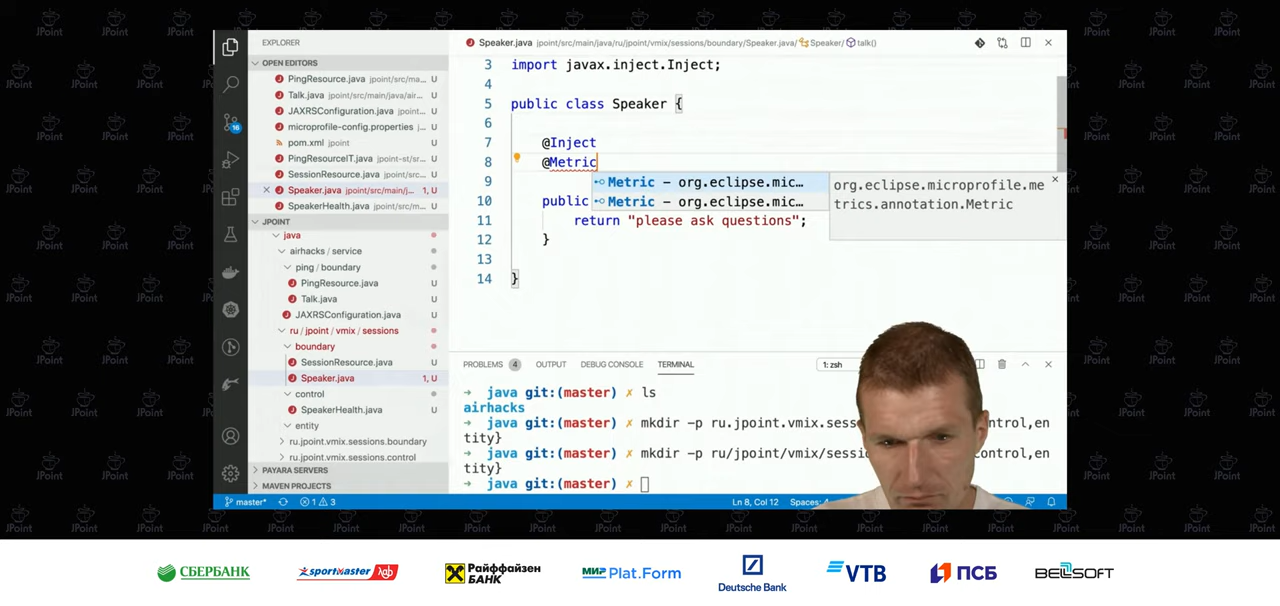 EXPLORER
OPEN EDITORS
PingResource.java jpoint/src/ma... U
Talk.java jpoint/src/main/java/air... U
JAXRSConfiguration.java jpoint... U
microprofile-config.properties ... U
pom.xml jpoint
PingResourceIT.java jpoint-st/src... U
SessionResource.java jpoint/src... U
Speaker.java jpoint/src/main/j... 1, U
SpeakerHealth.java jpoint/src/m... U
JPOINT
java
airhacks / service
ping / boundary
PingResource.java U
Talk.java U
JAXRSConfiguration.java U
ru / jpoint / vmix / sessions
boundary
SessionResource.java U
Speaker.java 1, U
control
SpeakerHealth.java U
entity
ru.jpoint.vmix.sessions.boundary
ru.jpoint.vmix.sessions.control
PAYARA SERVERS
MAVEN PROJECTS
16
Speaker.java jpoint/src/main/java/ru/jpoint/vmix/sessions/boundary/Speaker.java/ Speaker/ talk()
3 import javax.inject.Inject;
4
5 public class Speaker {
6
7 @Inject
8 @Metric
9 Metric – org.eclipse.mic...
10 public Metric – org.eclipse.mic...
org.eclipse.microprofile.me
trics.annotation.Metric
11 return "please ask questions";
12 }
13
14 }
PROBLEMS 4 OUTPUT DEBUG CONSOLE TERMINAL 1: zsh
→ java git:(master) ✗ ls
airhacks
→ java git:(master) ✗ mkdir -p ru.jpoint.vmix.sess ontrol,en
tity}
→ java git:(master) ✗ mkdir -p ru/jpoint/vmix/sessi ontrol,en
tity}
→ java git:(master) ✗
master* 1 3 Ln 8, Col 12 Spaces: 4
JPoint
СБЕРБАНК
sportmaster lab
Райффайзен
БАНК
МИР Plat.Form
Deutsche Bank
VTB
ПСБ
BELLSOFT